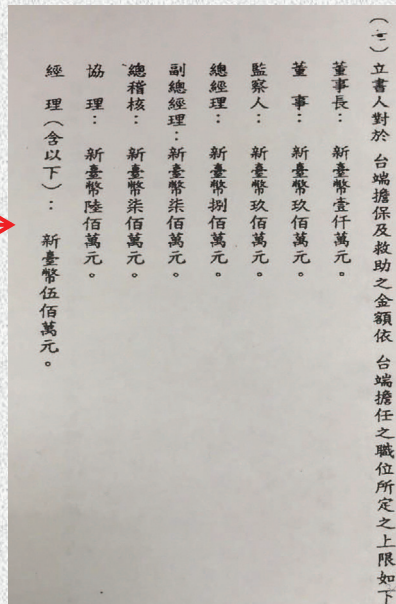 (二)立書人對於 台端擔保及救助之金額依 台端擔任之職位所定之上限如下
董事長： 新臺幣壹仟萬元。
董 事： 新臺幣玖佰萬元。
監察人： 新臺幣玖佰萬元。
總經理： 新臺幣捌佰萬元。
副總經理：新臺幣柒佰萬元。
總稽核： 新臺幣柒佰萬元。
協 理： 新臺幣陸佰萬元。
經 理(含以下)： 新臺幣伍佰萬元。